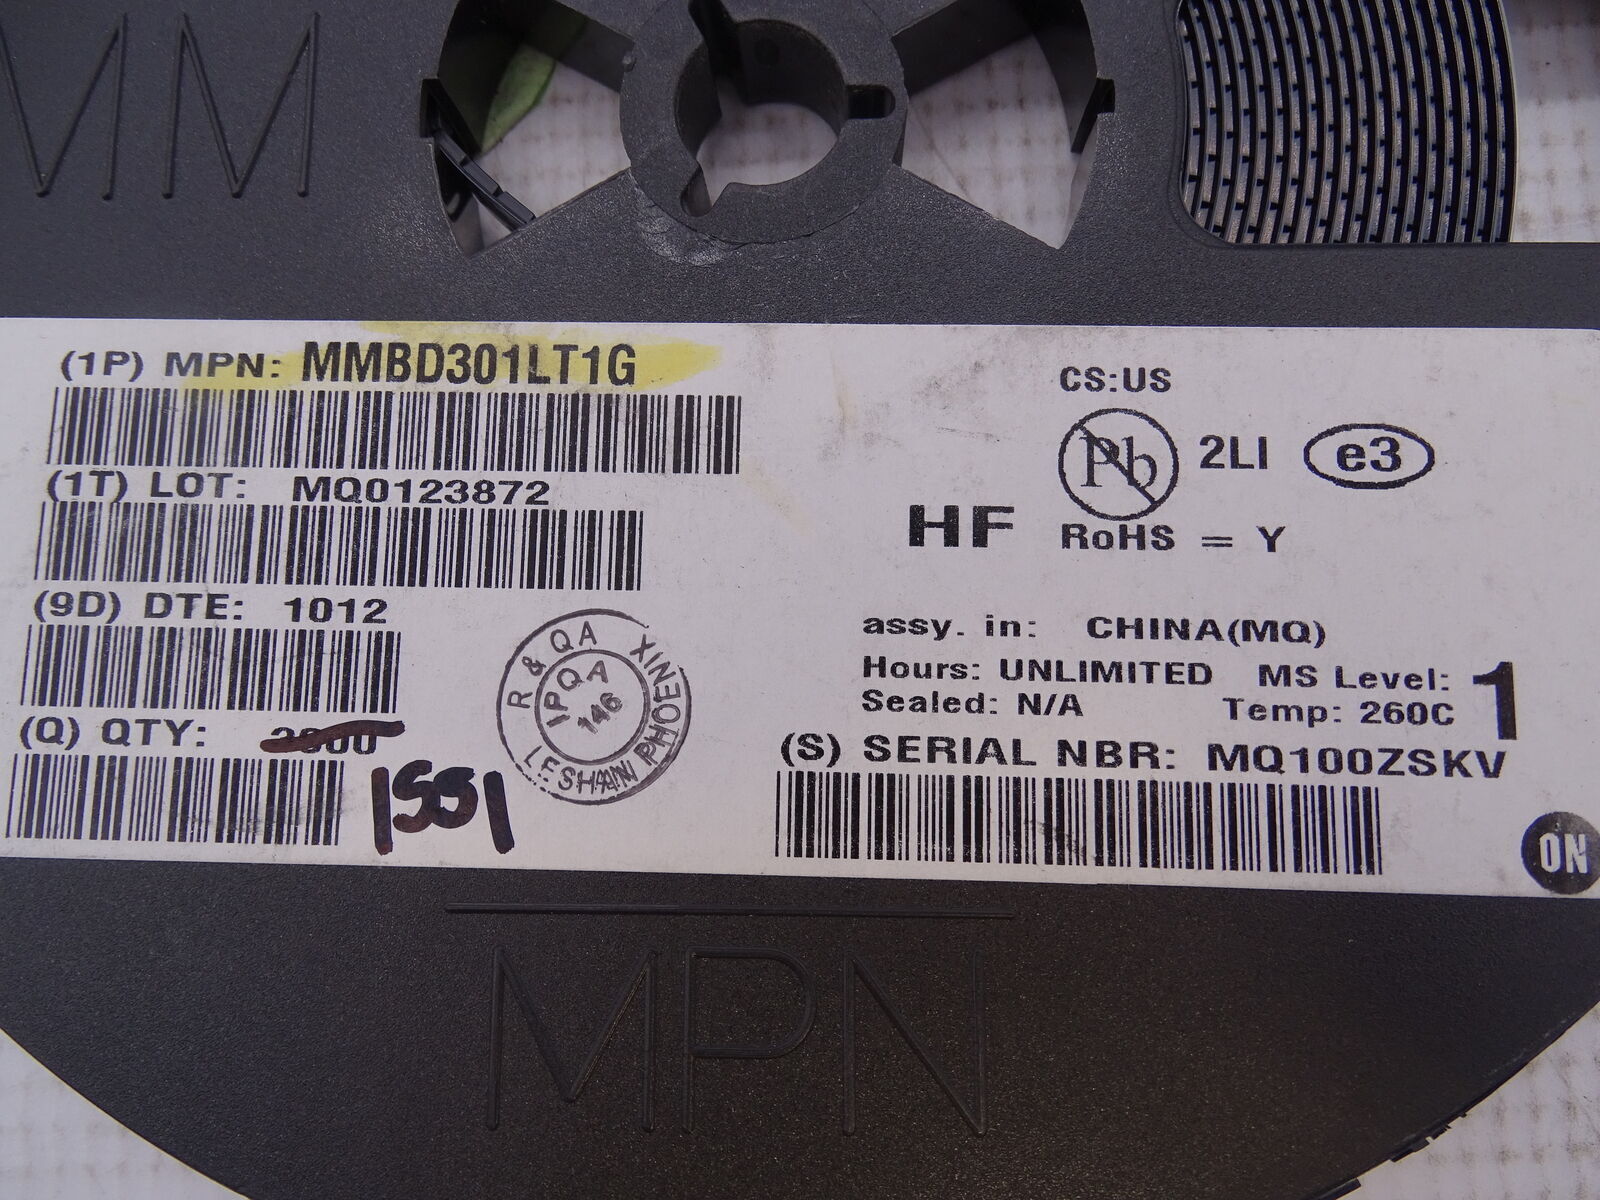 MM
(1P) MPN: MMBD301LT1G
(1T) LOT: MQ0123872
(9D) DTE: 1012
(Q) QTY: 3000
1551
R & QA XINEOHP LESHAN PHOENIX
IPQA
146
CS:US
Pb 2LI e3
HF RoHS = Y
assy. in: CHINA(MQ)
Hours: UNLIMITED MS Level: 1
Sealed: N/A Temp: 260C
(S) SERIAL NBR: MQ100ZSKV
ON
MPN